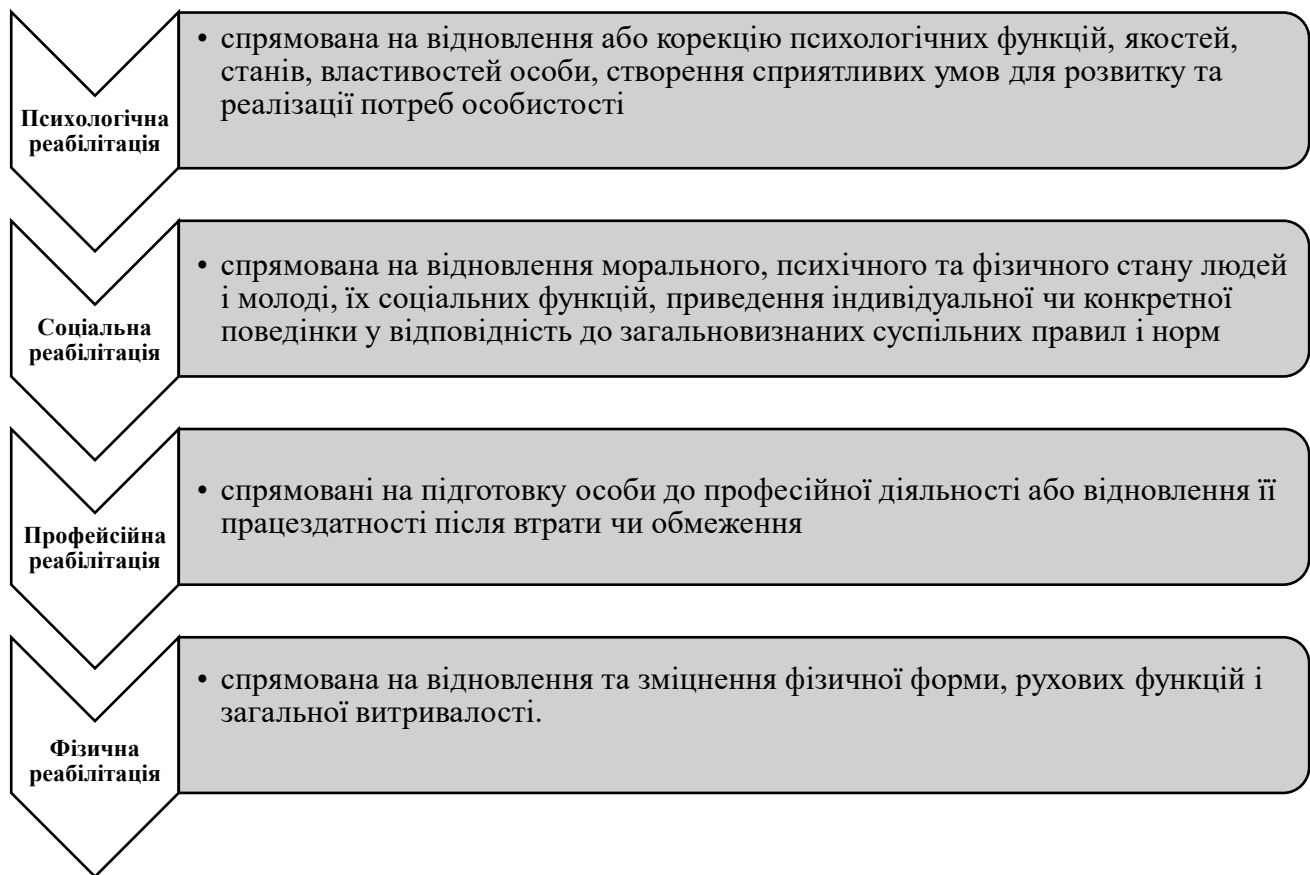 Психологічна
реабілітація
• спрямована на відновлення або корекцію психологічних функцій, якостей,
станів, властивостей особи, створення сприятливих умов для розвитку та
реалізації потреб особистості
Соціальна
реабілітація
• спрямована на відновлення морального, психічного та фізичного стану людей
і молоді, їх соціальних функцій, приведення індивідуальної чи конкретної
поведінки у відповідність до загальновизнаних суспільних правил і норм
Професійна
реабілітація
• спрямовані на підготовку особи до професійної діяльності або відновлення її
працездатності після втрати чи обмеження
Фізична
реабілітація
• спрямована на відновлення та зміцнення фізичної форми, рухових функцій і
загальної витривалості.